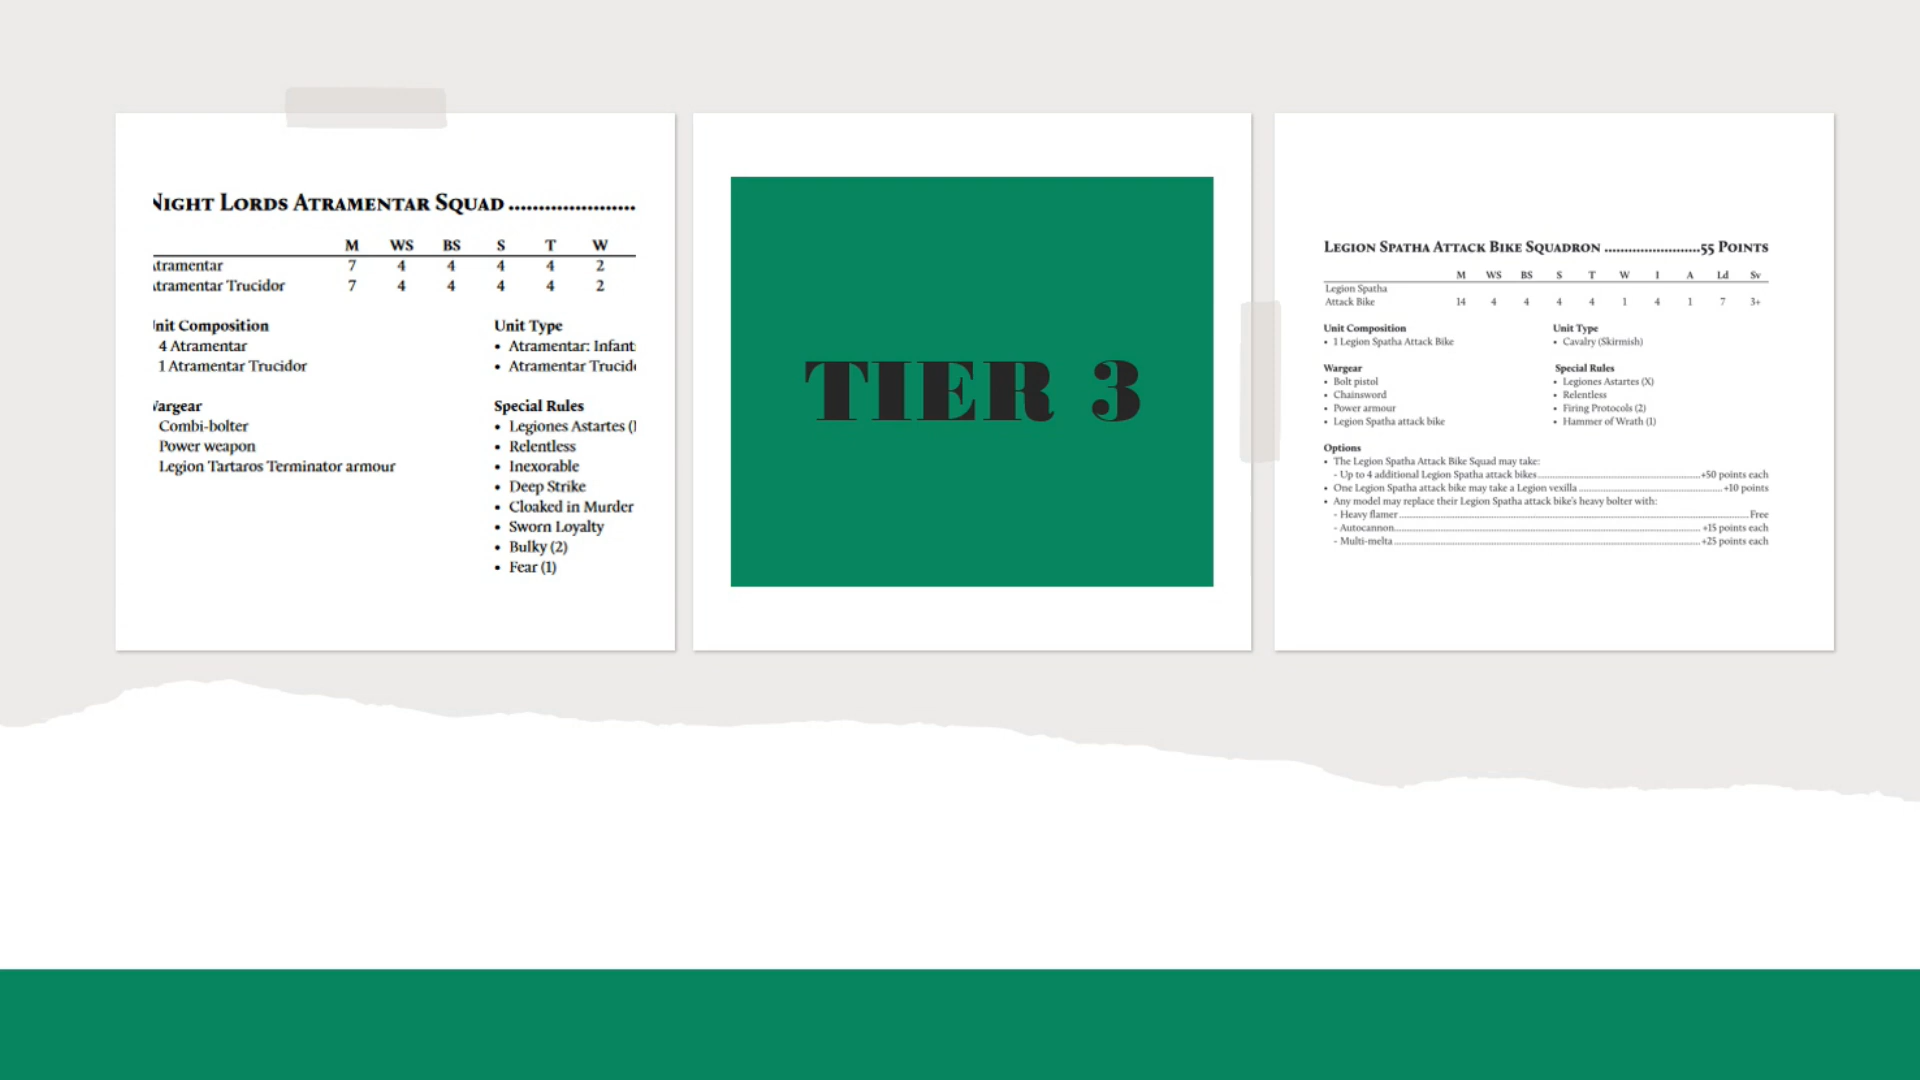 NIGHT LORDS ATRAMENTAR SQUAD .....................
M WS BS S T W
tramentar 7 4 4 4 4 2
tramentar Trucidor 7 4 4 4 4 2
nit Composition
4 Atramentar
1 Atramentar Trucidor
argear
Combi-bolter
Power weapon
Legion Tartaros Terminator armour
Unit Type
• Atramentar: Infant
• Atramentar Trucid
Special Rules
• Legiones Astartes (
• Relentless
• Inexorable
• Deep Strike
• Cloaked in Murder
• Sworn Loyalty
• Bulky (2)
• Fear (1)
TIER 3
LEGION SPATHA ATTACK BIKE SQUADRON ........................55 POINTS
M WS BS S T W I A Ld Sv
Legion Spatha
Attack Bike 14 4 4 4 4 1 4 1 7 3+
Unit Composition
• 1 Legion Spatha Attack Bike
Unit Type
• Cavalry (Skirmish)
Wargear
• Bolt pistol
• Chainsword
• Power armour
• Legion Spatha attack bike
Special Rules
• Legiones Astartes (X)
• Relentless
• Firing Protocols (2)
• Hammer of Wrath (1)
Options
• The Legion Spatha Attack Bike Squad may take:
- Up to 4 additional Legion Spatha attack bikes........+50 points each
• One Legion Spatha attack bike may take a Legion vexilla........+10 points
• Any model may replace their Legion Spatha attack bike's heavy bolter with:
- Heavy flamer........Free
- Autocannon........+15 points each
- Multi-melta........+25 points each